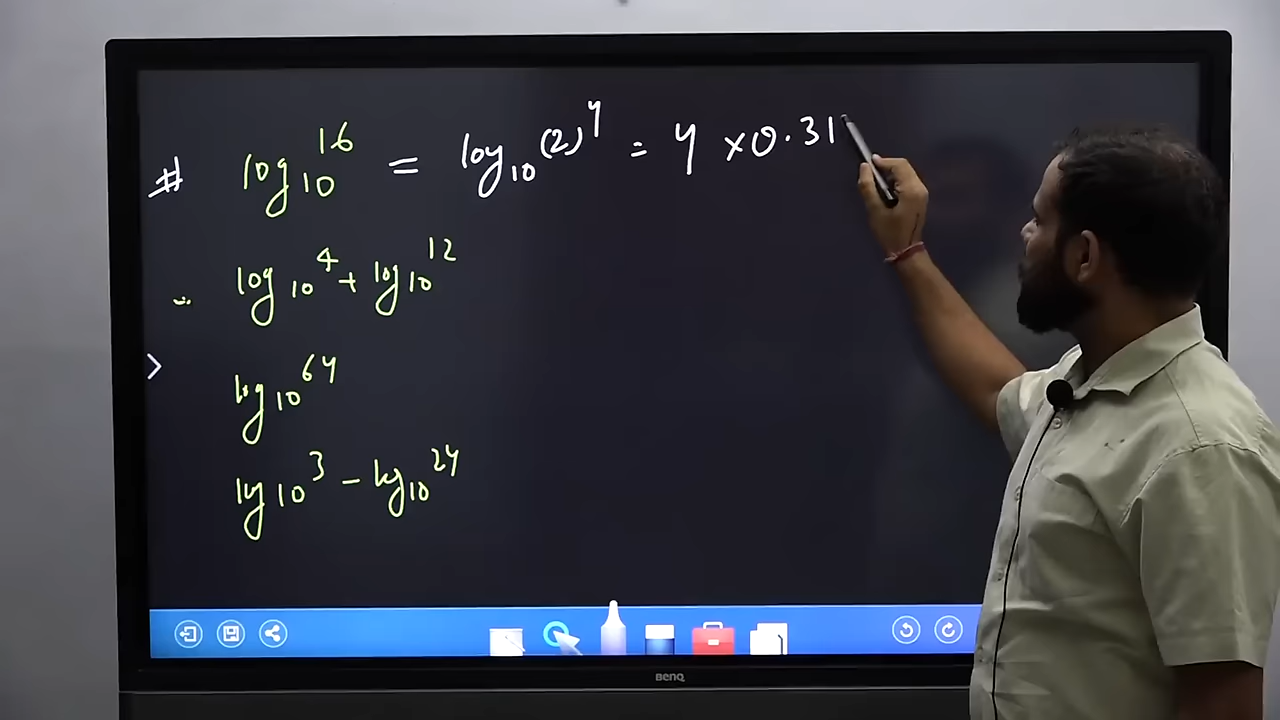 # log₁₀¹⁶ = log₁₀(2)⁴ = 4 × 0.31
log₁₀⁴ + log₁₀¹²
log₁₀⁶⁴
log₁₀³ - log₁₀²⁴
BenQ